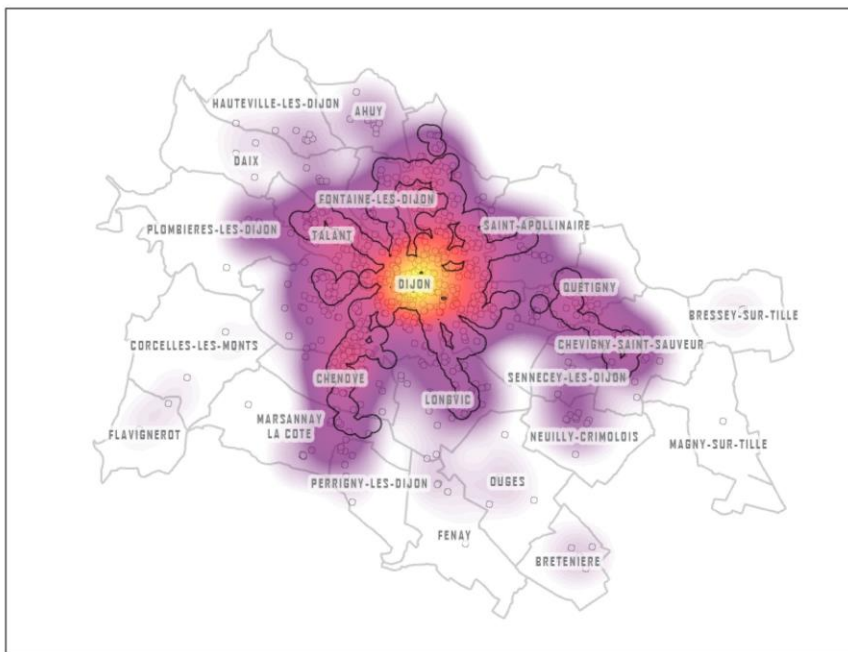 HAUTEVILLE-LES-DIJON
AHUY
DAIX
FONTAINE-LES-DIJON
PLOMBIERES-LES-DIJON
TALANT
SAINT-APOLLINAIRE
DIJON
QUETIGNY
BRESSEY-SUR-TILLE
CORCELLES-LES-MONTS
CHEVIGNY-SAINT-SAUVEUR
CHENOVE
SENNECEY-LES-DIJON
LONGVIC
MARSANNAY
LA COTE
FLAVIGNEROT
NEUILLY-CRIMOLOIS
MAGNY-SUR-TILLE
PERRIGNY-LES-DIJON
OUGES
FENAY
BRETENIERE